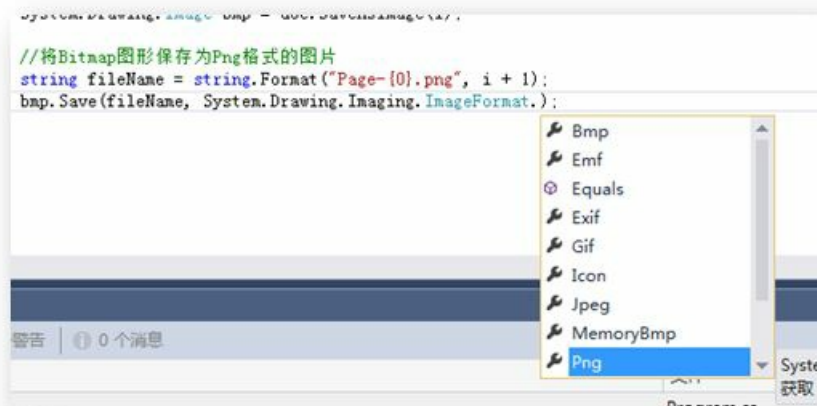 //将Bitmap图形保存为Png格式的图片
string fileName = string.Format("Page-{0}.png", i + 1);
bmp.Save(fileName, System.Drawing.Imaging.ImageFormat.);
Bmp
Emf
Equals
Exif
Gif
Icon
Jpeg
MemoryBmp
Png
警告
0 个消息
获取